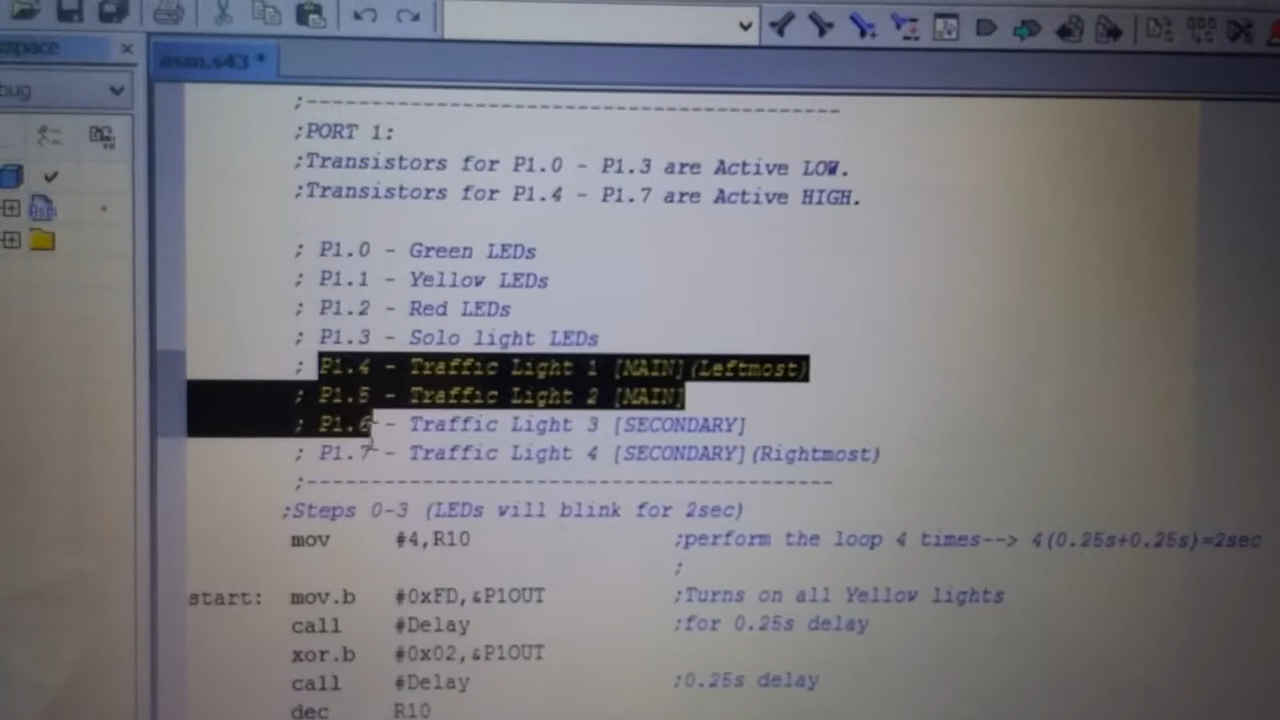 space
bug
asm.s43 *
;-----------------------------------------------
;PORT 1:
;Transistors for P1.0 - P1.3 are Active LOW.
;Transistors for P1.4 - P1.7 are Active HIGH.
; P1.0 - Green LEDs
; P1.1 - Yellow LEDs
; P1.2 - Red LEDs
; P1.3 - Solo light LEDs
; P1.4 - Traffic Light 1 [MAIN](Leftmost)
; P1.5 - Traffic Light 2 [MAIN]
; P1.6 - Traffic Light 3 [SECONDARY]
; P1.7 - Traffic Light 4 [SECONDARY](Rightmost)
;-----------------------------------------------
;Steps 0-3 (LEDs will blink for 2sec)
mov #4,R10 ;perform the loop 4 times--> 4(0.25s+0.25s)=2sec
;
start: mov.b #0xFD,&P1OUT ;Turns on all Yellow lights
call #Delay ;for 0.25s delay
xor.b #0x02,&P1OUT
call #Delay ;0.25s delay
dec R10